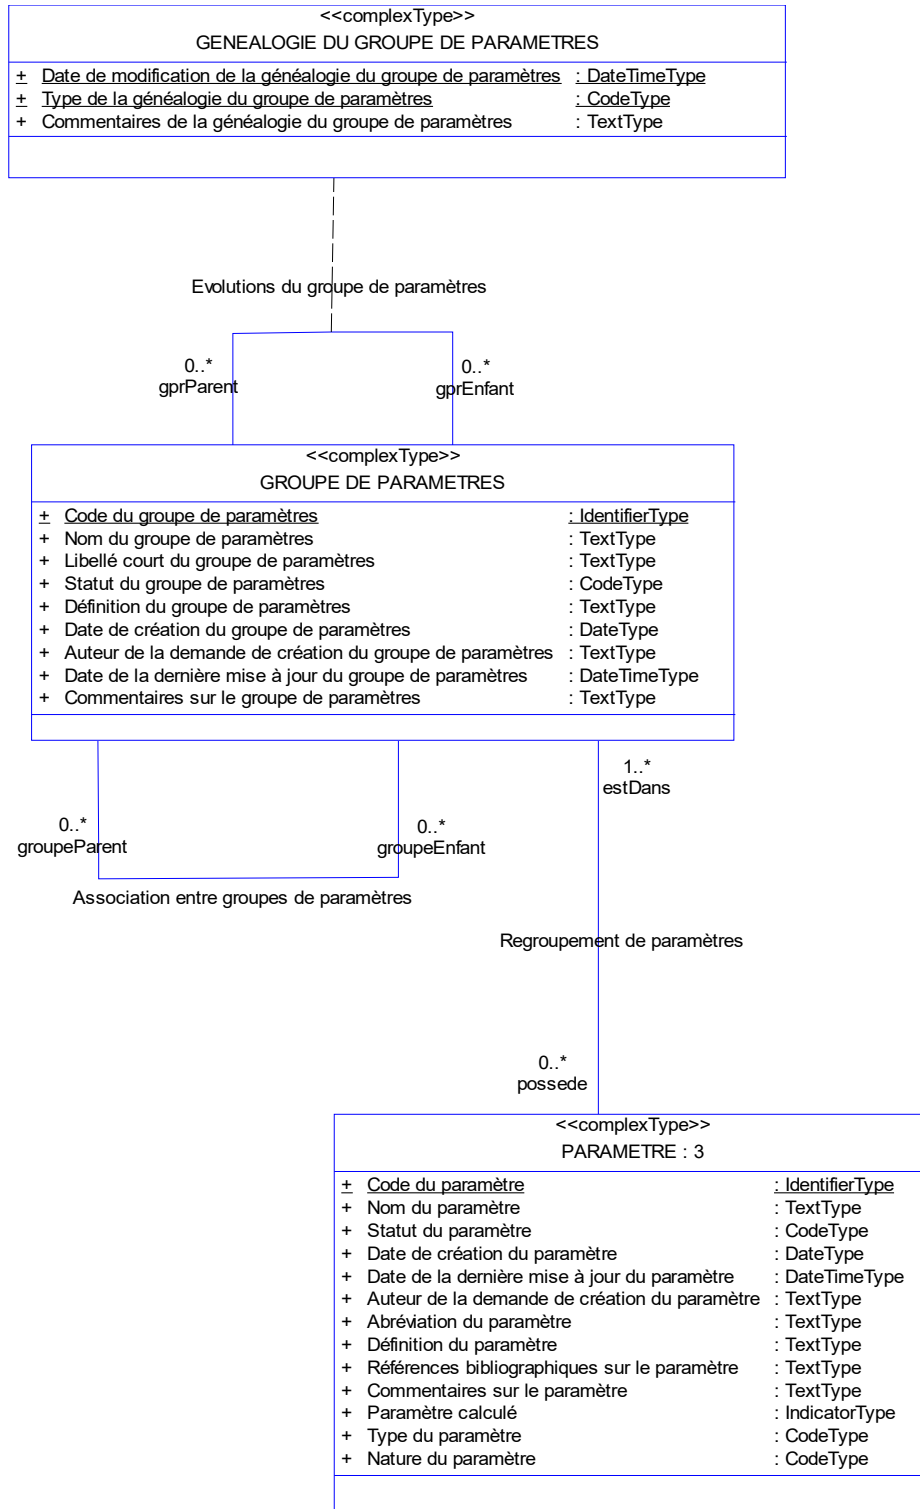 <<complexType>>
GENEALOGIE DU GROUPE DE PARAMETRES
+ Date de modification de la généalogie du groupe de paramètres : DateTimeType
+ Type de la généalogie du groupe de paramètres : CodeType
+ Commentaires de la généalogie du groupe de paramètres : TextType
Evolutions du groupe de paramètres
0..*
gprParent
0..*
gprEnfant
<<complexType>>
GROUPE DE PARAMETRES
+ Code du groupe de paramètres : IdentifierType
+ Nom du groupe de paramètres : TextType
+ Libellé court du groupe de paramètres : TextType
+ Statut du groupe de paramètres : CodeType
+ Définition du groupe de paramètres : TextType
+ Date de création du groupe de paramètres : DateType
+ Auteur de la demande de création du groupe de paramètres : TextType
+ Date de la dernière mise à jour du groupe de paramètres : DateTimeType
+ Commentaires sur le groupe de paramètres : TextType
1..*
estDans
0..*
groupeParent
0..*
groupeEnfant
Association entre groupes de paramètres
Regroupement de paramètres
0..*
possede
<<complexType>>
PARAMETRE : 3
+ Code du paramètre : IdentifierType
+ Nom du paramètre : TextType
+ Statut du paramètre : CodeType
+ Date de création du paramètre : DateType
+ Date de la dernière mise à jour du paramètre : DateTimeType
+ Auteur de la demande de création du paramètre : TextType
+ Abréviation du paramètre : TextType
+ Définition du paramètre : TextType
+ Références bibliographiques sur le paramètre : TextType
+ Commentaires sur le paramètre : TextType
+ Paramètre calculé : IndicatorType
+ Type du paramètre : CodeType
+ Nature du paramètre : CodeType